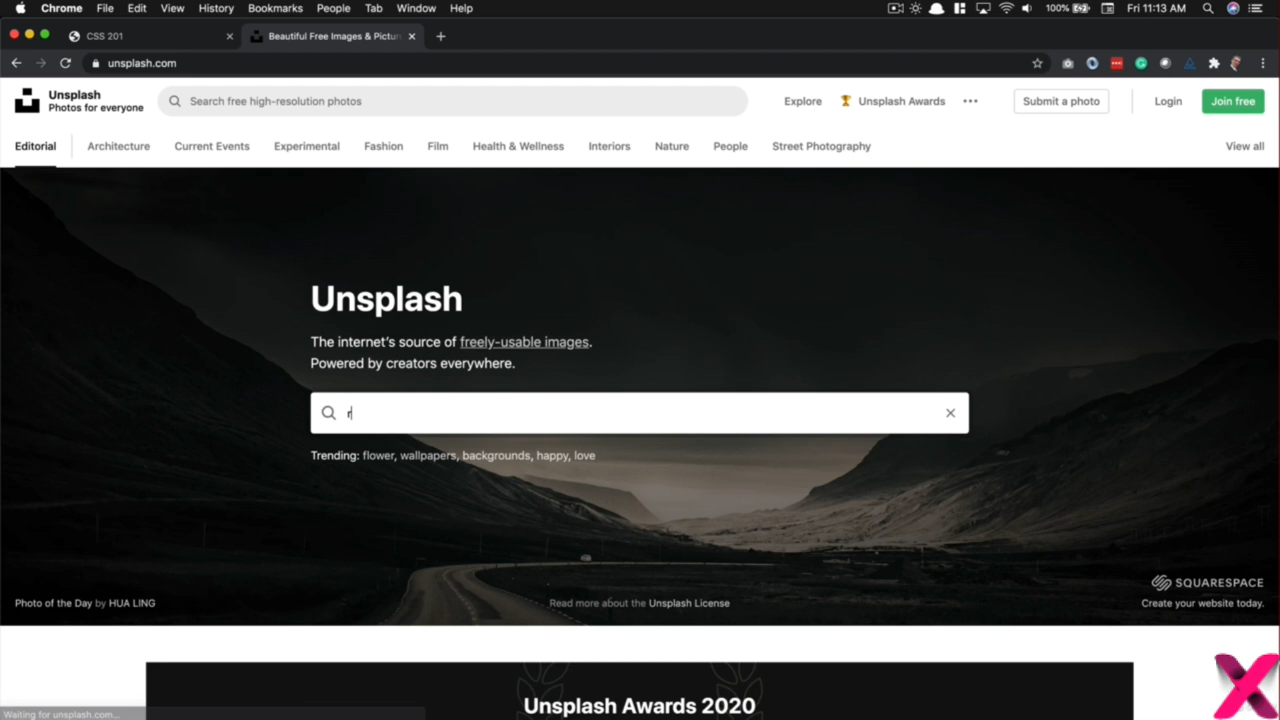 Chrome File Edit View History Bookmarks People Tab Window Help 100% Fri 11:13 AM
CSS 201
Beautiful Free Images & Pictur
unsplash.com
Unsplash
Photos for everyone
Search free high-resolution photos
Explore Unsplash Awards ••• Submit a photo Login Join free
Editorial Architecture Current Events Experimental Fashion Film Health & Wellness Interiors Nature People Street Photography View all
Unsplash
The internet's source of freely-usable images.
Powered by creators everywhere.
r
Trending: flower, wallpapers, backgrounds, happy, love
SQUARESPACE
Photo of the Day by HUA LING Read more about the Unsplash License Create your website today.
Unsplash Awards 2020
Waiting for unsplash.com...
X